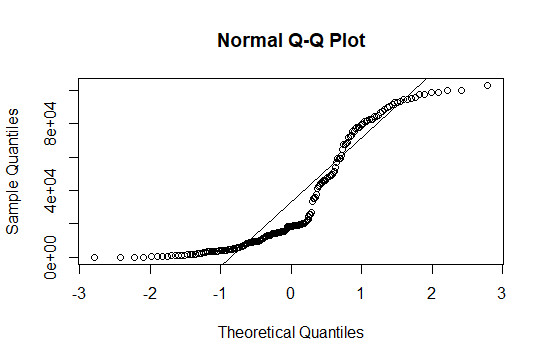 Normal Q-Q Plot
Sample Quantiles
8e+04
4e+04
0e+00
-3 -2 -1 0 1 2 3
Theoretical Quantiles